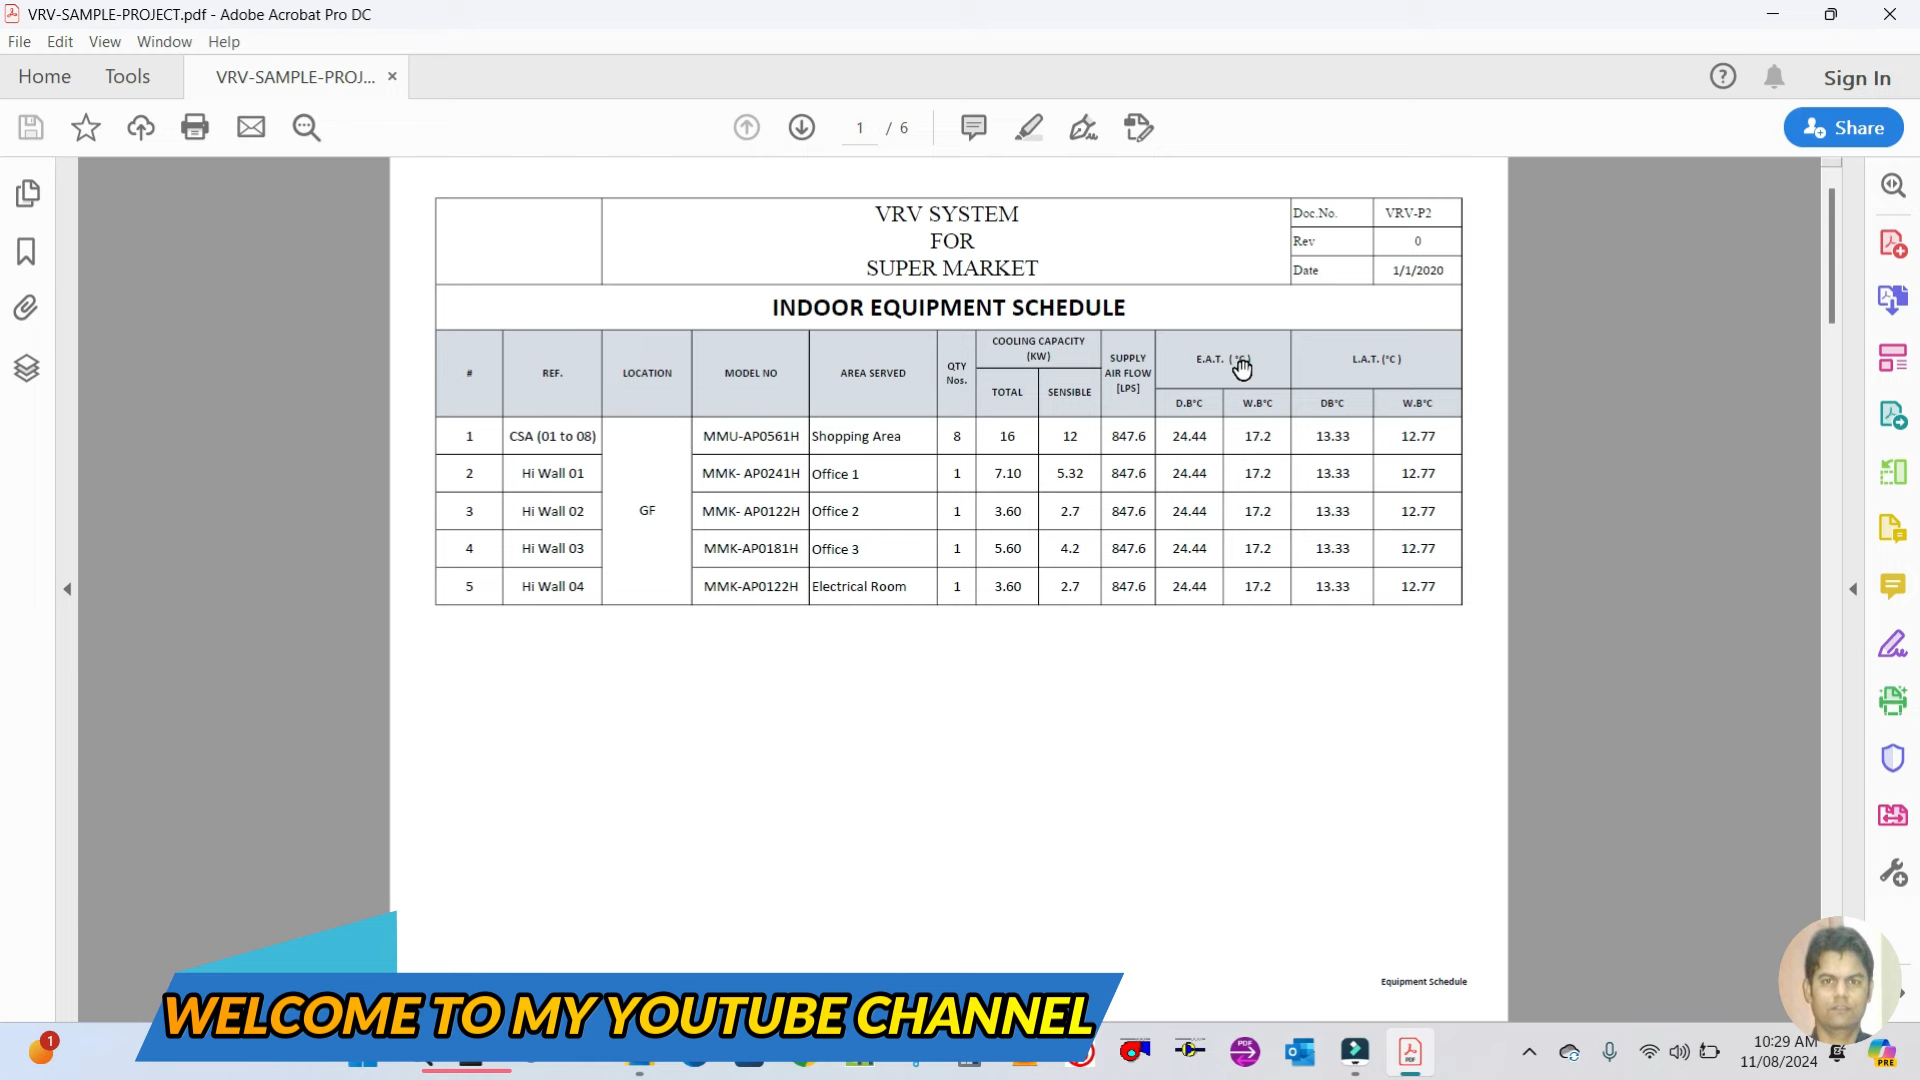 VRV-SAMPLE-PROJECT.pdf - Adobe Acrobat Pro DC
File Edit View Window Help
Home Tools VRV-SAMPLE-PROJ... ×
Sign In
1 / 6
Share
VRV SYSTEM
FOR
SUPER MARKET
Doc.No. VRV-P2
Rev 0
Date 1/1/2020
INDOOR EQUIPMENT SCHEDULE
# REF. LOCATION MODEL NO AREA SERVED QTY Nos. COOLING CAPACITY (KW) SUPPLY AIR FLOW [LPS] E.A.T. (°C) L.A.T.(°C )
TOTAL SENSIBLE D.B°C W.B°C DB°C W.B°C
1 CSA (01 to 08) MMU-AP0561H Shopping Area 8 16 12 847.6 24.44 17.2 13.33 12.77
2 Hi Wall 01 MMK- AP0241H Office 1 1 7.10 5.32 847.6 24.44 17.2 13.33 12.77
3 Hi Wall 02 GF MMK- AP0122H Office 2 1 3.60 2.7 847.6 24.44 17.2 13.33 12.77
4 Hi Wall 03 MMK-AP0181H Office 3 1 5.60 4.2 847.6 24.44 17.2 13.33 12.77
5 Hi Wall 04 MMK-AP0122H Electrical Room 1 3.60 2.7 847.6 24.44 17.2 13.33 12.77
Equipment Schedule
WELCOME TO MY YOUTUBE CHANNEL
1
PDF
10:29 AM
11/08/2024
PRE